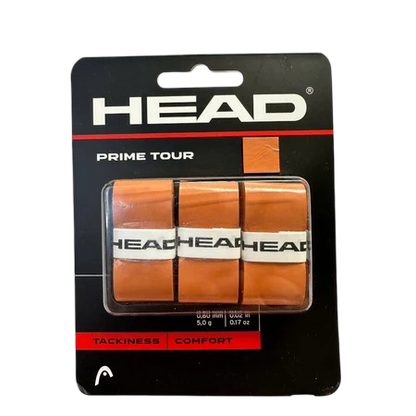 HEAD®
PRIME TOUR
HEAD HEAD HEAD
0,60 mm 0.02 in
5,0 g 0.17 oz
TACKINESS COMFORT